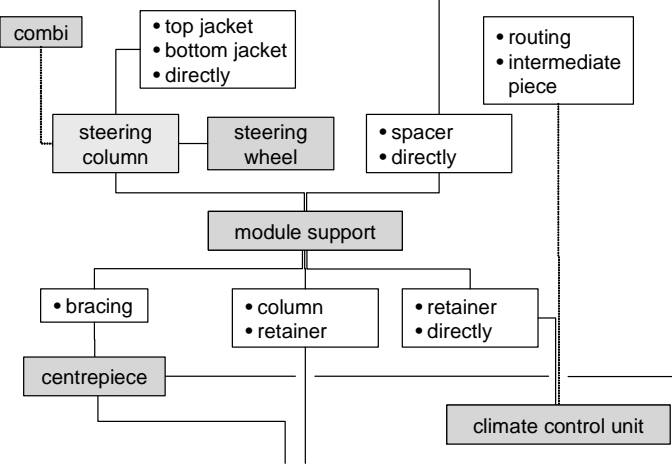 combi
• top jacket
• bottom jacket
• directly
• routing
• intermediate
piece
steering
column
steering
wheel
• spacer
• directly
module support
• bracing
• column
• retainer
• retainer
• directly
centrepiece
climate control unit